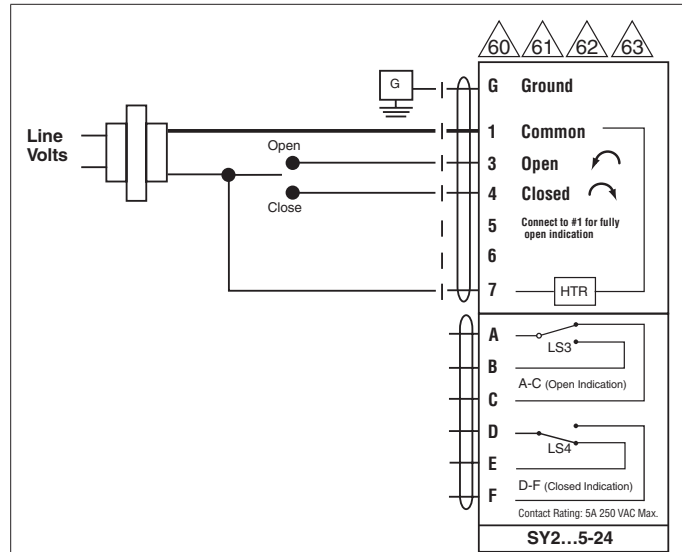 60 61 62 63
G
G Ground
Line
Volts
1 Common
Open
3 Open
Close
4 Closed
5 Connect to #1 for fully
open indication
6
7 HTR
A
LS3
B
A-C (Open Indication)
C
D
LS4
E
D-F (Closed Indication)
F
Contact Rating: 5A 250 VAC Max.
SY2...5-24